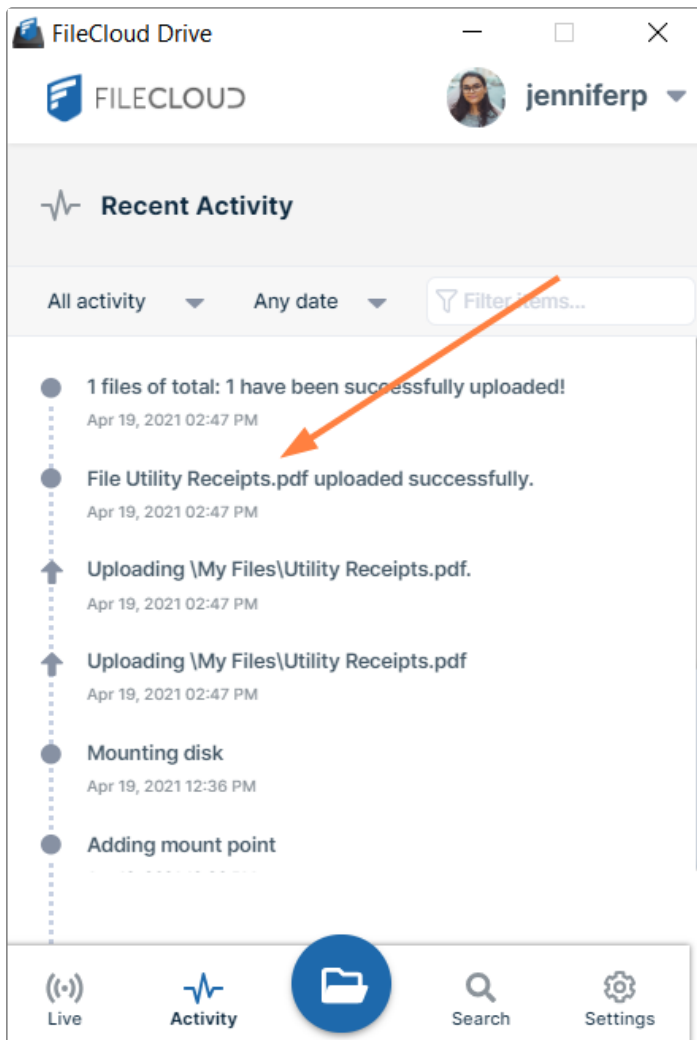 FileCloud Drive
FILECLOUD
jenniferp
Recent Activity
All activity
Any date
Filter items...
1 files of total: 1 have been successfully uploaded!
Apr 19, 2021 02:47 PM
File Utility Receipts.pdf uploaded successfully.
Apr 19, 2021 02:47 PM
Uploading \My Files\Utility Receipts.pdf.
Apr 19, 2021 02:47 PM
Uploading \My Files\Utility Receipts.pdf
Apr 19, 2021 02:47 PM
Mounting disk
Apr 19, 2021 12:36 PM
Adding mount point
Live
Activity
Search
Settings